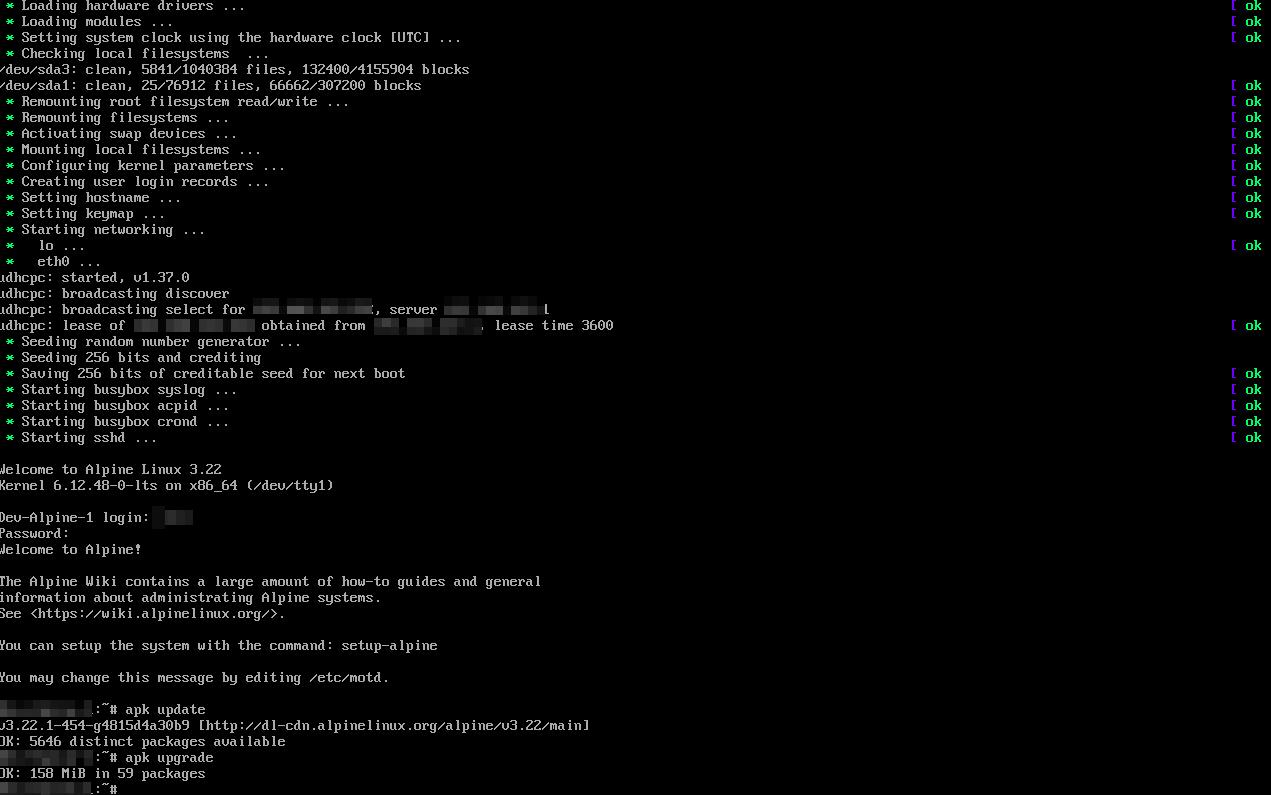 * Loading hardware drivers ... [ ok
* Loading modules ... [ ok
* Setting system clock using the hardware clock [UTC] ... [ ok
* Checking local filesystems  ...
/dev/sda3: clean, 5841/1040384 files, 132400/4155904 blocks
/dev/sda1: clean, 25/76912 files, 66662/307200 blocks [ ok
* Remounting root filesystem read/write ... [ ok
* Remounting filesystems ... [ ok
* Activating swap devices ... [ ok
* Mounting local filesystems ... [ ok
* Configuring kernel parameters ... [ ok
* Creating user login records ... [ ok
* Setting hostname ... [ ok
* Setting keymap ... [ ok
* Starting networking ...
*   lo ... [ ok
*   eth0 ...
udhcpc: started, v1.37.0
udhcpc: broadcasting discover
udhcpc: broadcasting select for , server
udhcpc: lease of obtained from , lease time 3600 [ ok
* Seeding random number generator ...
* Seeding 256 bits and crediting
* Saving 256 bits of creditable seed for next boot [ ok
* Starting busybox syslog ... [ ok
* Starting busybox acpid ... [ ok
* Starting busybox crond ... [ ok
* Starting sshd ... [ ok
Welcome to Alpine Linux 3.22
Kernel 6.12.48-0-lts on x86_64 (/dev/tty1)
Dev-Alpine-1 login:
Password:
Welcome to Alpine!
The Alpine Wiki contains a large amount of how-to guides and general
information about administrating Alpine systems.
See <https://wiki.alpinelinux.org/>.
You can setup the system with the command: setup-alpine
You may change this message by editing /etc/motd.
:~# apk update
v3.22.1-454-g4815d4a30b9 [http://dl-cdn.alpinelinux.org/alpine/v3.22/main]
OK: 5646 distinct packages available
:~# apk upgrade
OK: 158 MiB in 59 packages
:~#